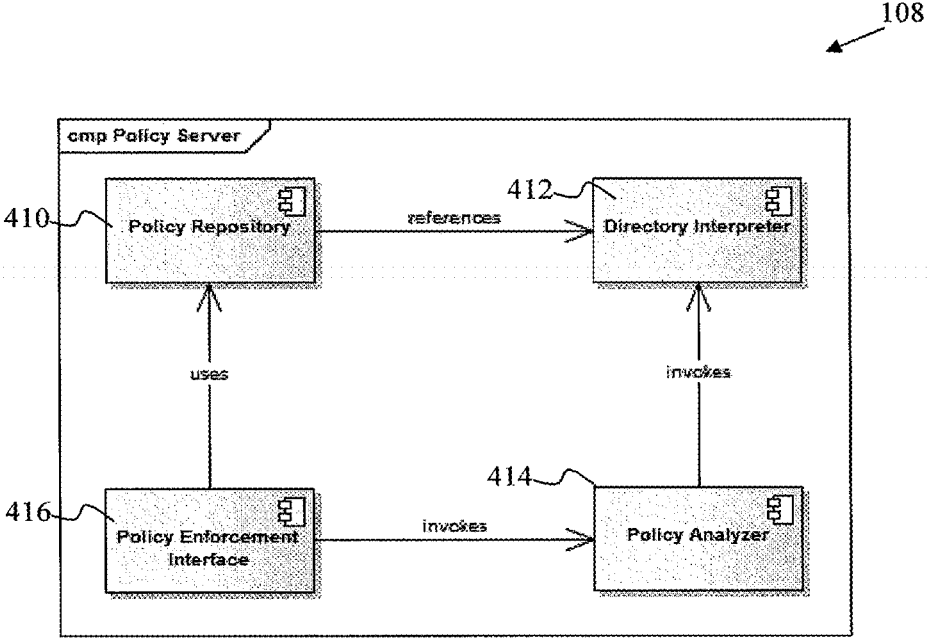 108
cmp Policy Server
410
Policy Repository
references
412
Directory Interpreter
uses
invokes
416
Policy Enforcement
Interface
invokes
414
Policy Analyzer